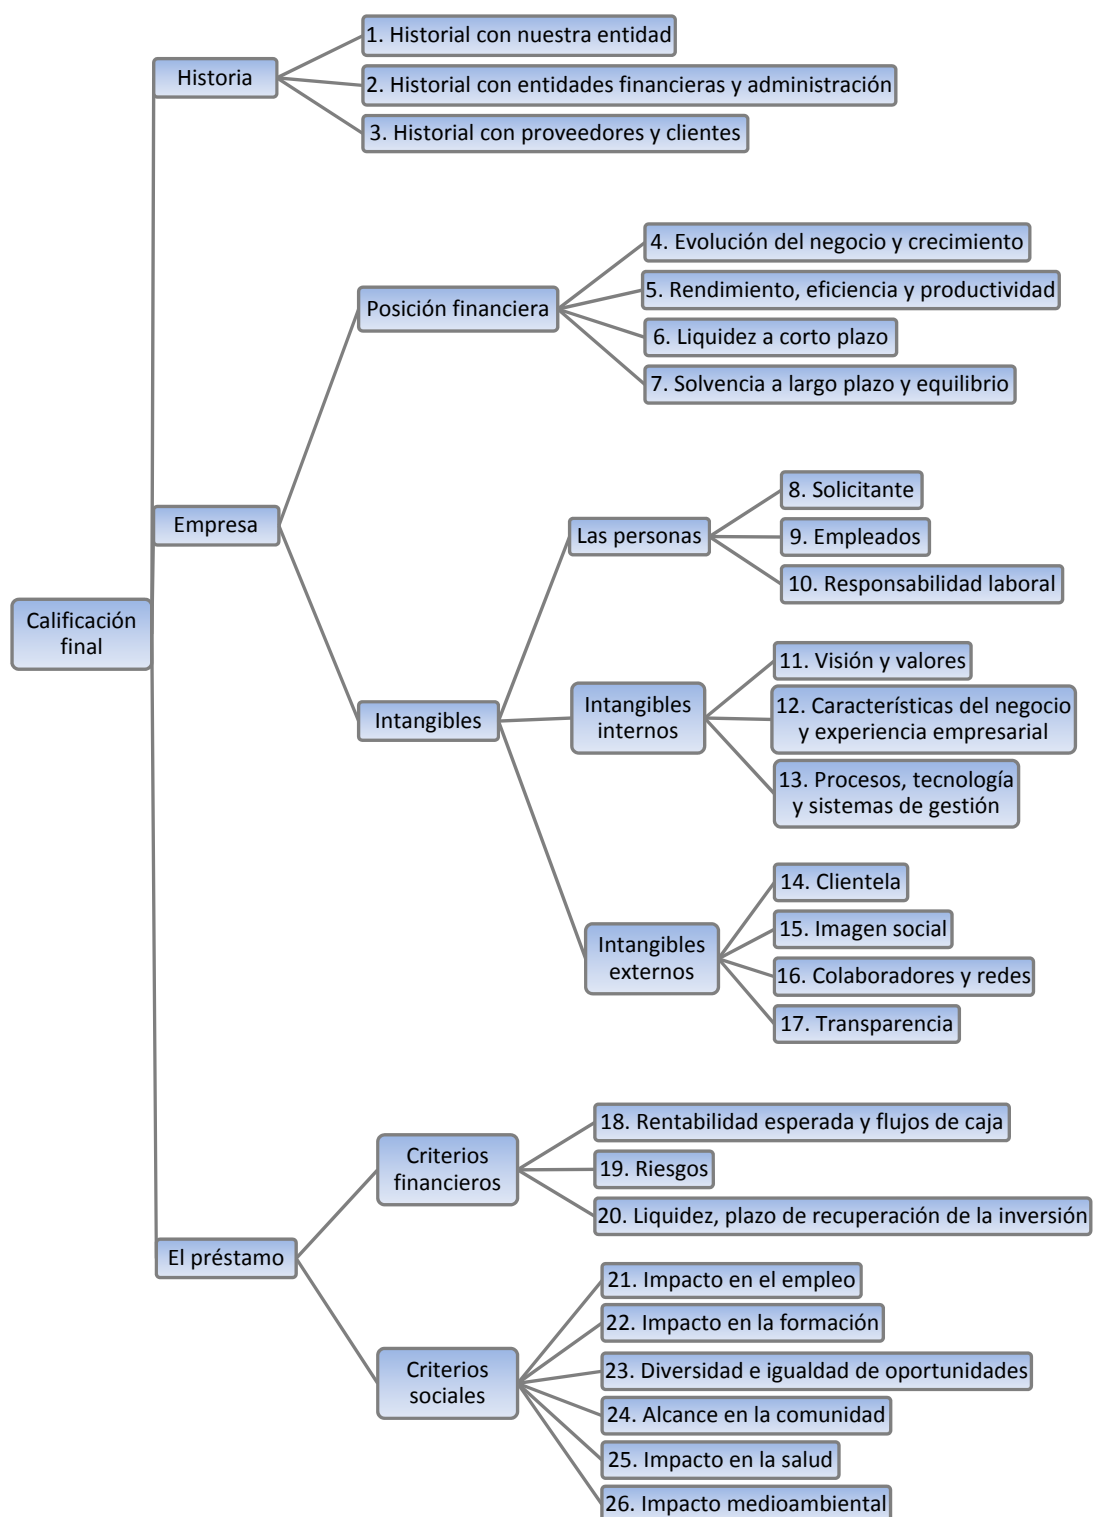 1. Historial con nuestra entidad
Historia
2. Historial con entidades financieras y administración
3. Historial con proveedores y clientes
4. Evolución del negocio y crecimiento
5. Rendimiento, eficiencia y productividad
Posición financiera
6. Liquidez a corto plazo
7. Solvencia a largo plazo y equilibrio
8. Solicitante
Empresa
Las personas
9. Empleados
10. Responsabilidad laboral
Calificación
final
11. Visión y valores
Intangibles
Intangibles
internos
12. Características del negocio
y experiencia empresarial
13. Procesos, tecnología
y sistemas de gestión
14. Clientela
15. Imagen social
Intangibles
externos
16. Colaboradores y redes
17. Transparencia
18. Rentabilidad esperada y flujos de caja
Criterios
financieros
19. Riesgos
20. Liquidez, plazo de recuperación de la inversión
El préstamo
21. Impacto en el empleo
22. Impacto en la formación
Criterios
sociales
23. Diversidad e igualdad de oportunidades
24. Alcance en la comunidad
25. Impacto en la salud
26. Impacto medioambiental